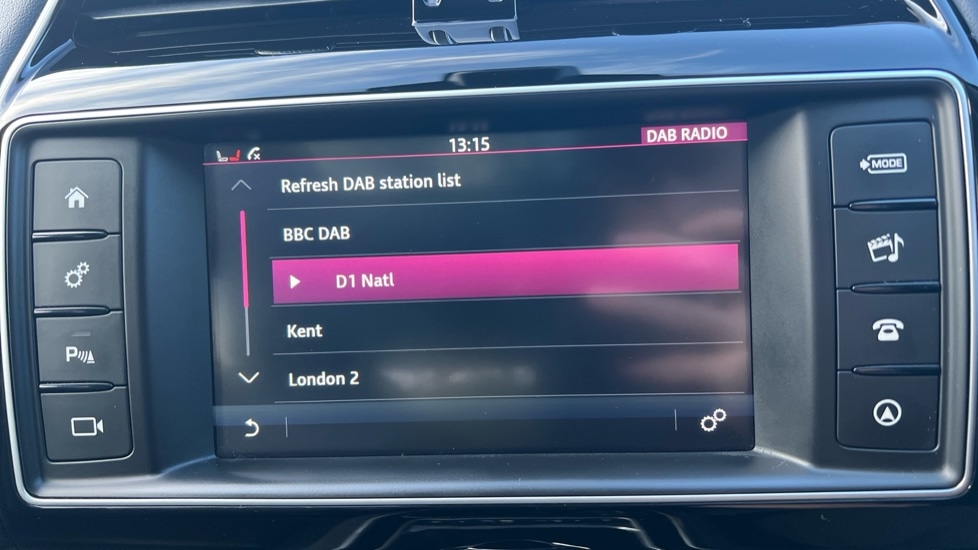 13:15
DAB RADIO
Refresh DAB station list
BBC DAB
D1 Natl
Kent
London 2
MODE
P